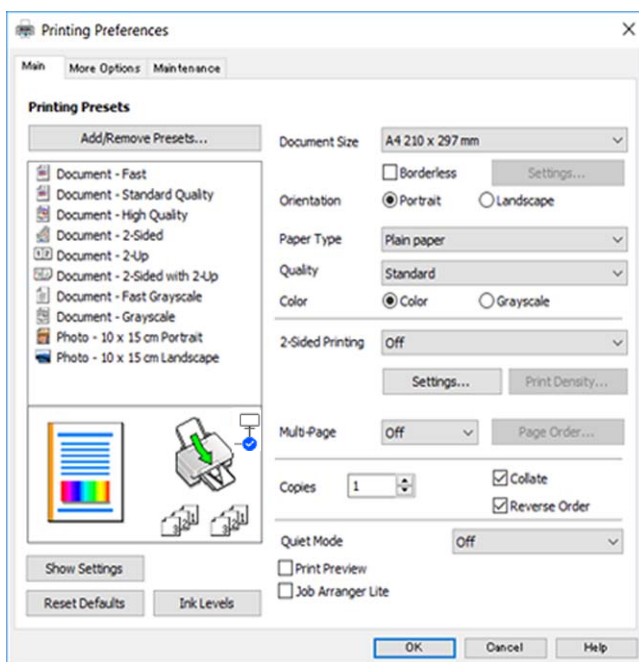 Printing Preferences
Main More Options Maintenance
Printing Presets
Add/Remove Presets...
Document - Fast
Document - Standard Quality
Document - High Quality
Document - 2-Sided
Document - 2-Up
Document - 2-Sided with 2-Up
Document - Fast Grayscale
Document - Grayscale
Photo - 10 x 15 cm Portrait
Photo - 10 x 15 cm Landscape
Show Settings
Reset Defaults Ink Levels
Document Size A4 210 x 297 mm
Borderless Settings...
Orientation Portrait Landscape
Paper Type Plain paper
Quality Standard
Color Color Grayscale
2-Sided Printing Off
Settings... Print Density...
Multi-Page Off Page Order...
Copies 1 Collate
Reverse Order
Quiet Mode Off
Print Preview
Job Arranger Lite
OK Cancel Help